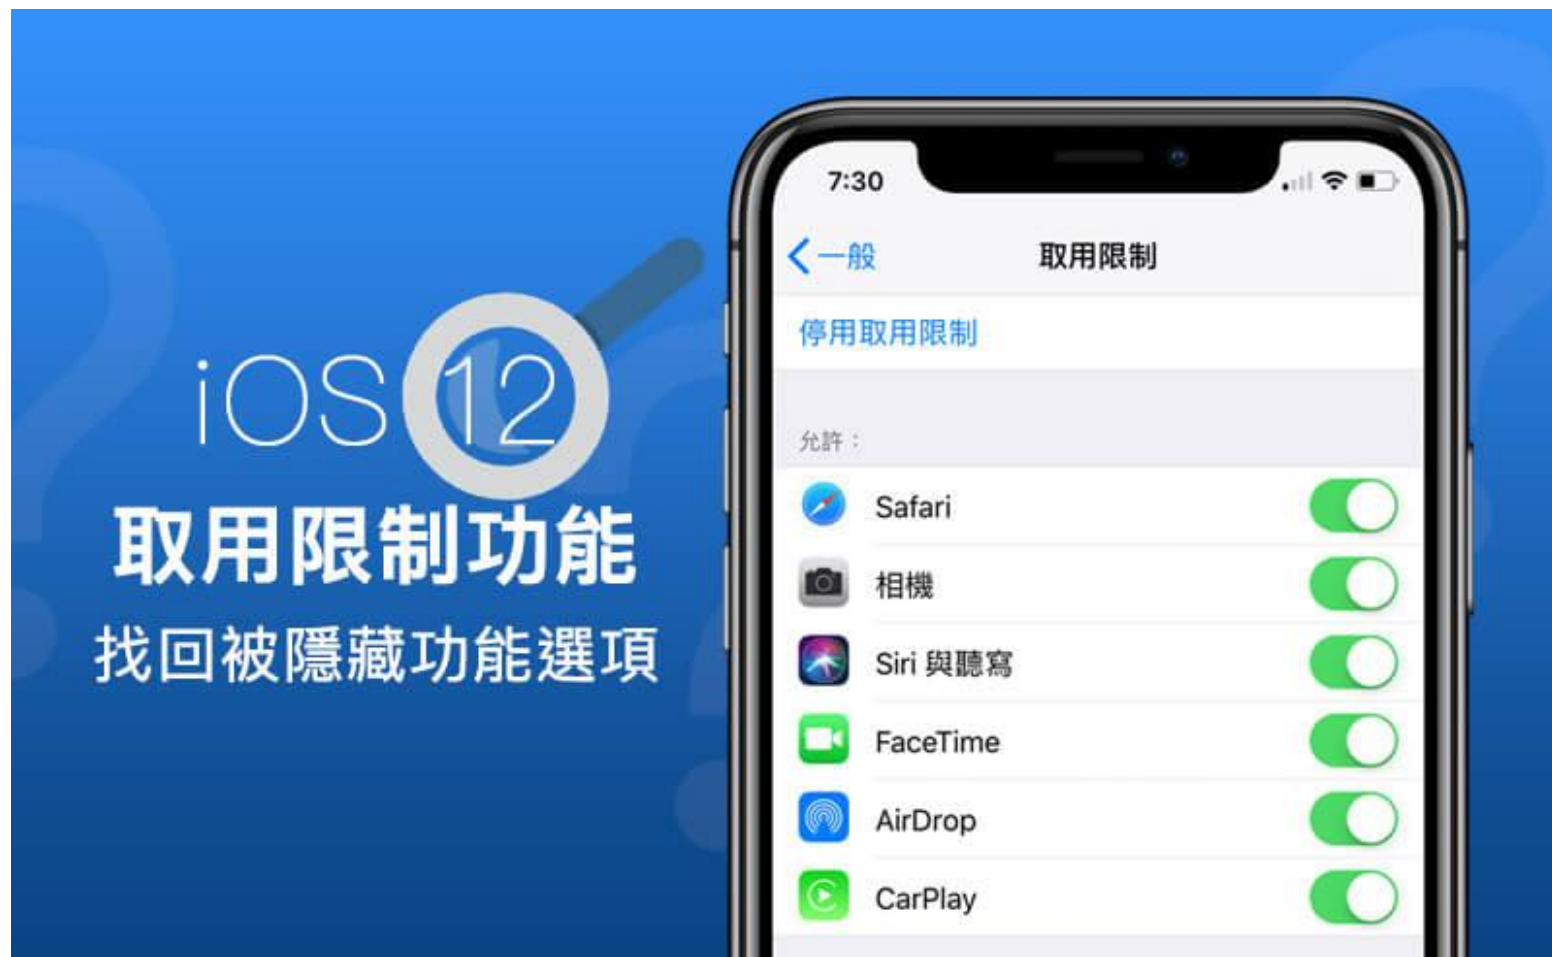 iOS 12
取用限制功能
找回被隱藏功能選項
7:30
一般
取用限制
停用取用限制
允許：
Safari
相機
Siri 與聽寫
FaceTime
AirDrop
CarPlay